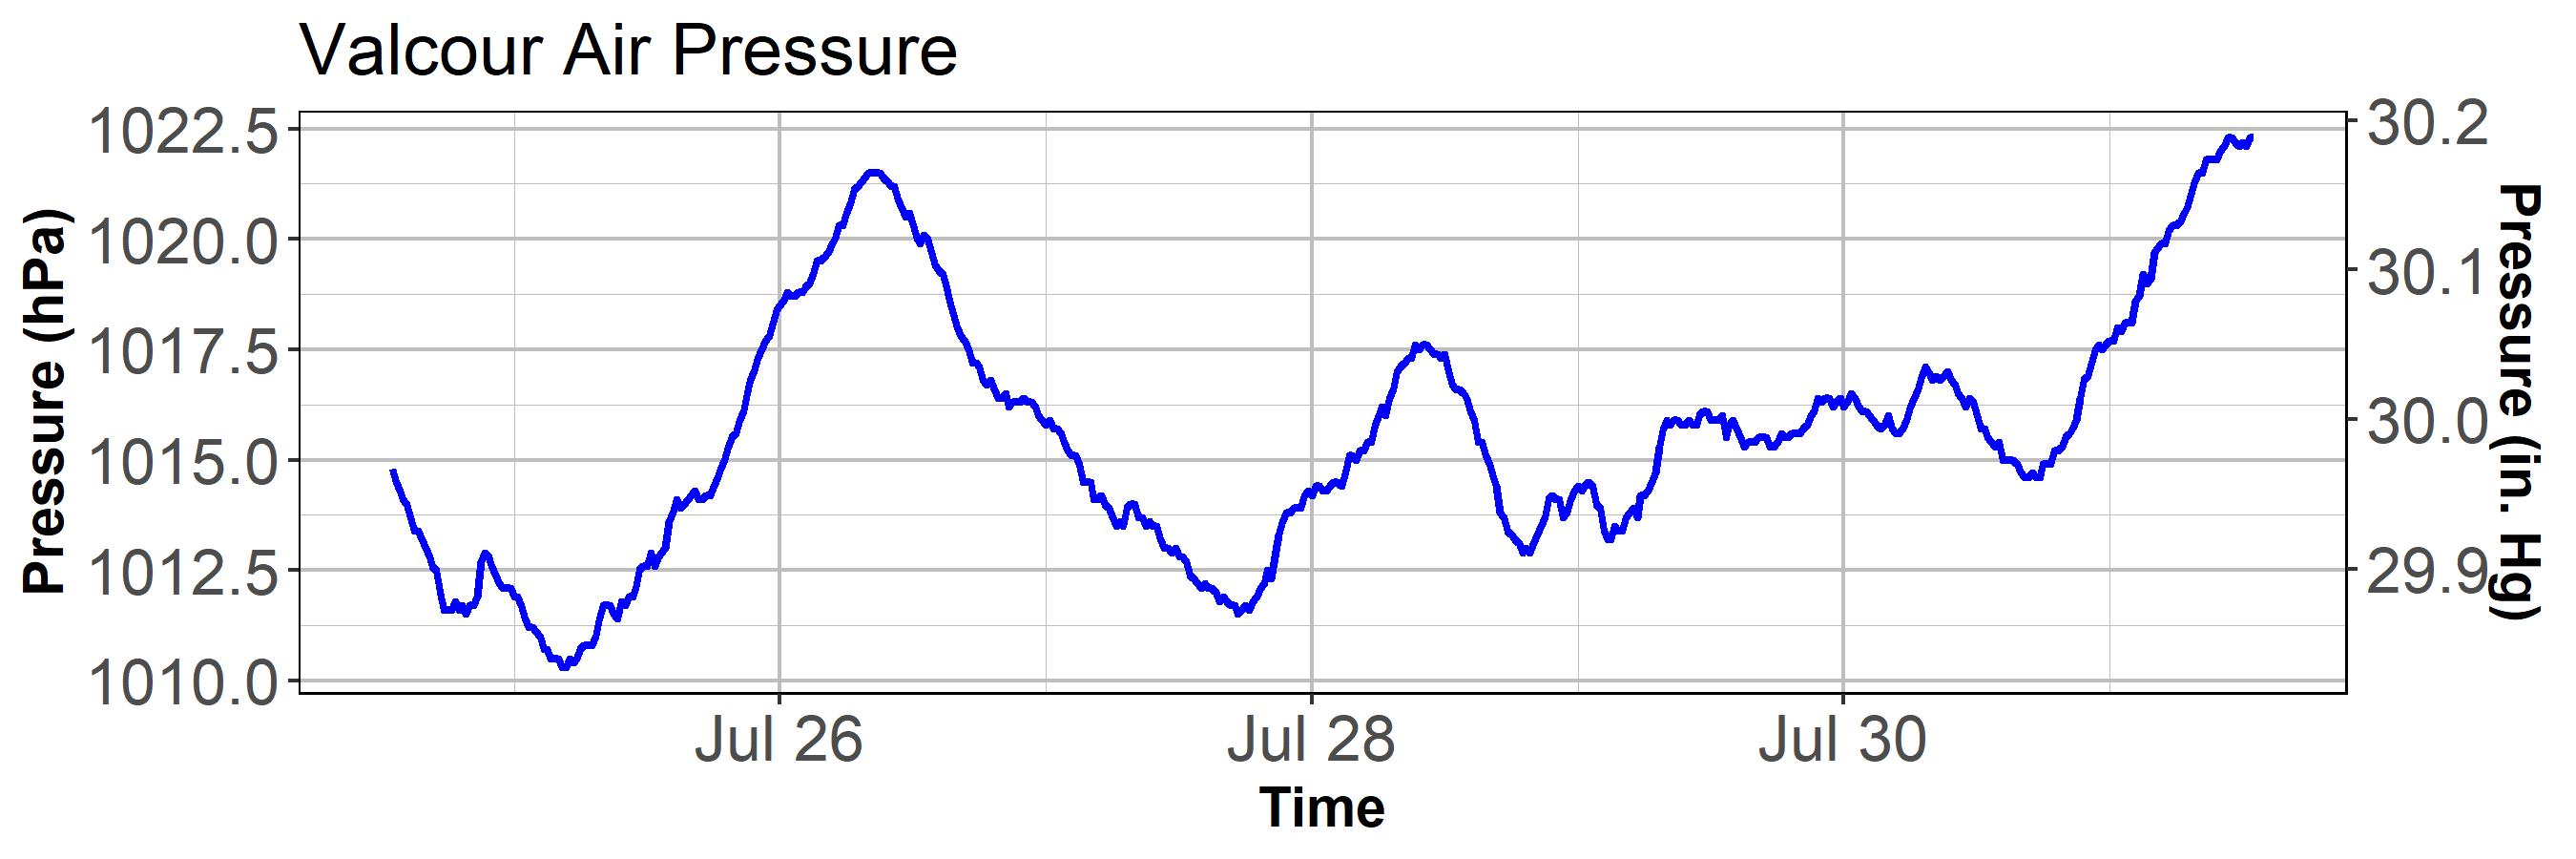 Valcour Air Pressure
Pressure (hPa)
1022.5
1020.0
1017.5
1015.0
1012.5
1010.0
30.2
30.1
30.0
29.9
Pressure (in. Hg)
Jul 26
Jul 28
Jul 30
Time